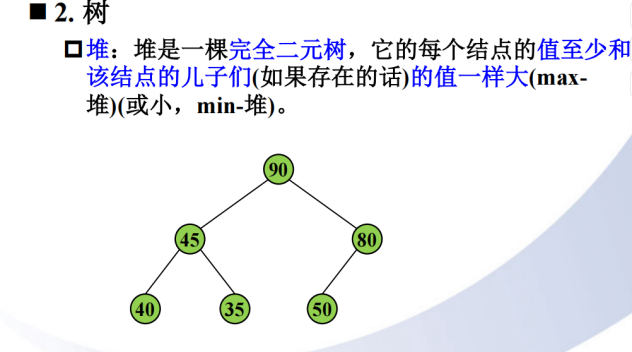 ■ 2. 树
堆：堆是一棵完全二元树，它的每个结点的值至少和
该结点的儿子们(如果存在的话)的值一样大(max-
堆)(或小，min-堆)。
90
45 80
40 35 50